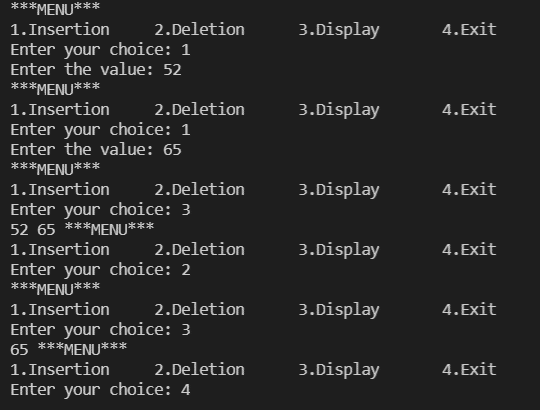 ***MENU***
1.Insertion 2.Deletion 3.Display 4.Exit
Enter your choice: 1
Enter the value: 52
***MENU***
1.Insertion 2.Deletion 3.Display 4.Exit
Enter your choice: 1
Enter the value: 65
***MENU***
1.Insertion 2.Deletion 3.Display 4.Exit
Enter your choice: 3
52 65 ***MENU***
1.Insertion 2.Deletion 3.Display 4.Exit
Enter your choice: 2
***MENU***
1.Insertion 2.Deletion 3.Display 4.Exit
Enter your choice: 3
65 ***MENU***
1.Insertion 2.Deletion 3.Display 4.Exit
Enter your choice: 4